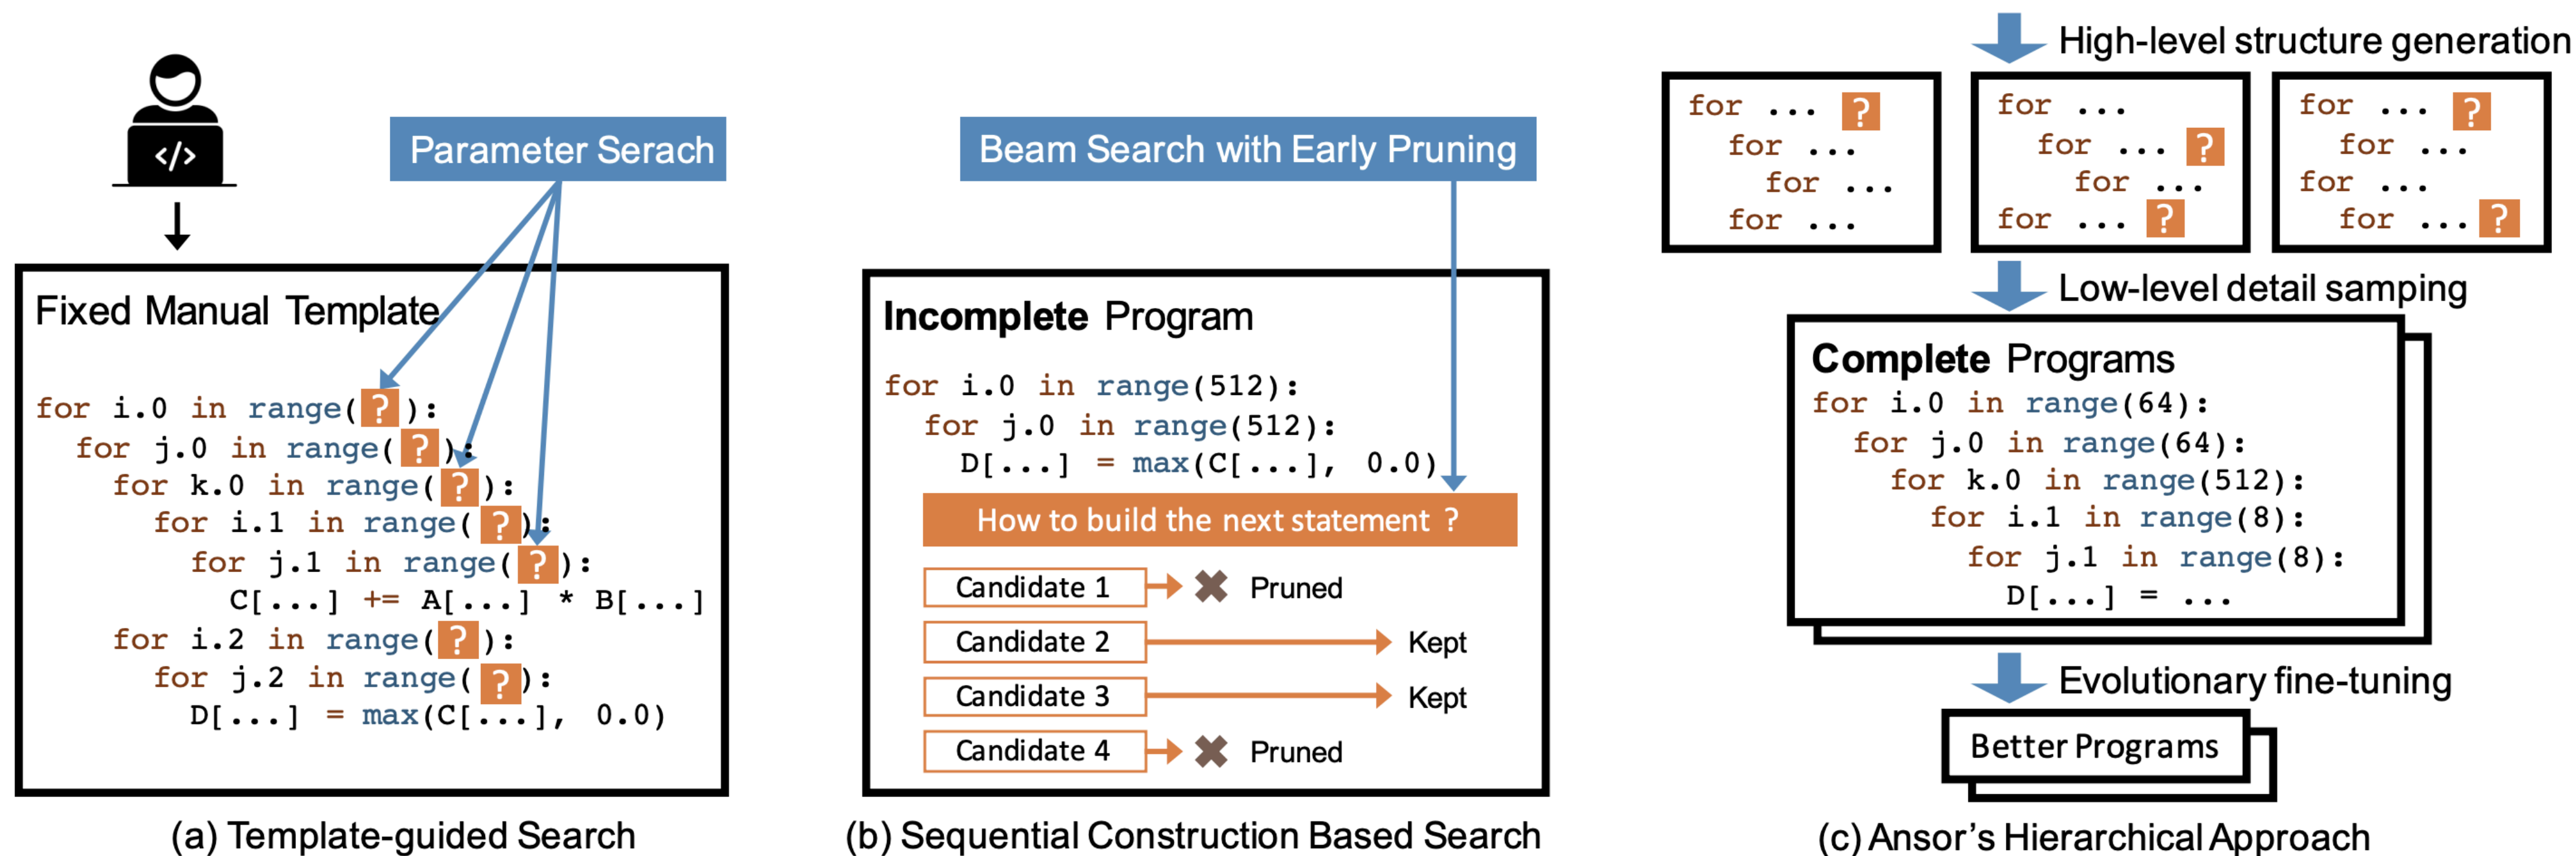 </>
Parameter Serach
Fixed Manual Template
for i.0 in range( ? ):
for j.0 in range( ? ):
for k.0 in range( ? ):
for i.1 in range( ? ):
for j.1 in range( ? ):
C[...] += A[...] * B[...]
for i.2 in range( ? ):
for j.2 in range( ? ):
D[...] = max(C[...], 0.0)
(a) Template-guided Search
Beam Search with Early Pruning
Incomplete Program
for i.0 in range(512):
for j.0 in range(512):
D[...] = max(C[...], 0.0)
How to build the next statement ?
Candidate 1 Pruned
Candidate 2 Kept
Candidate 3 Kept
Candidate 4 Pruned
(b) Sequential Construction Based Search
High-level structure generation
for ... ?
for ...
for ...
for ...
for ...
for ... ?
for ...
for ... ?
for ... ?
for ...
for ...
for ... ?
Low-level detail samping
Complete Programs
for i.0 in range(64):
for j.0 in range(64):
for k.0 in range(512):
for i.1 in range(8):
for j.1 in range(8):
D[...] = ...
Evolutionary fine-tuning
Better Programs
(c) Ansor's Hierarchical Approach